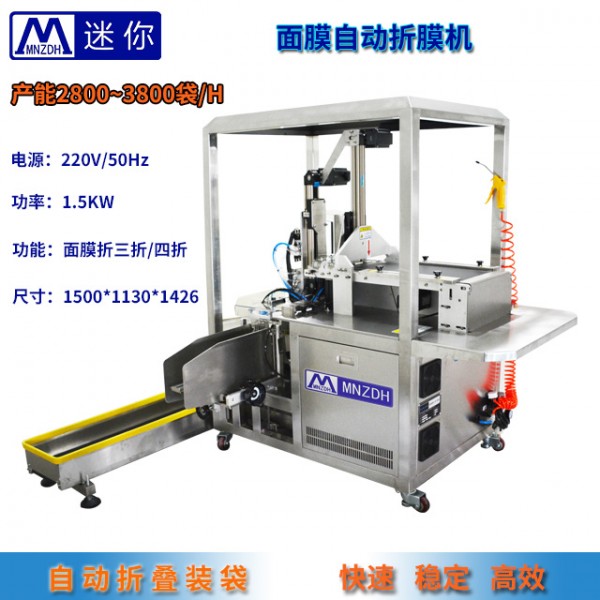 MNZDH 迷你
面膜自动折膜机
产能2800~3800袋/H
电源：220V/50Hz
功率：1.5KW
功能：面膜折三折/四折
尺寸：1500*1130*1426
MNZDH MNZDH
自动折叠装袋
快速 稳定 高效